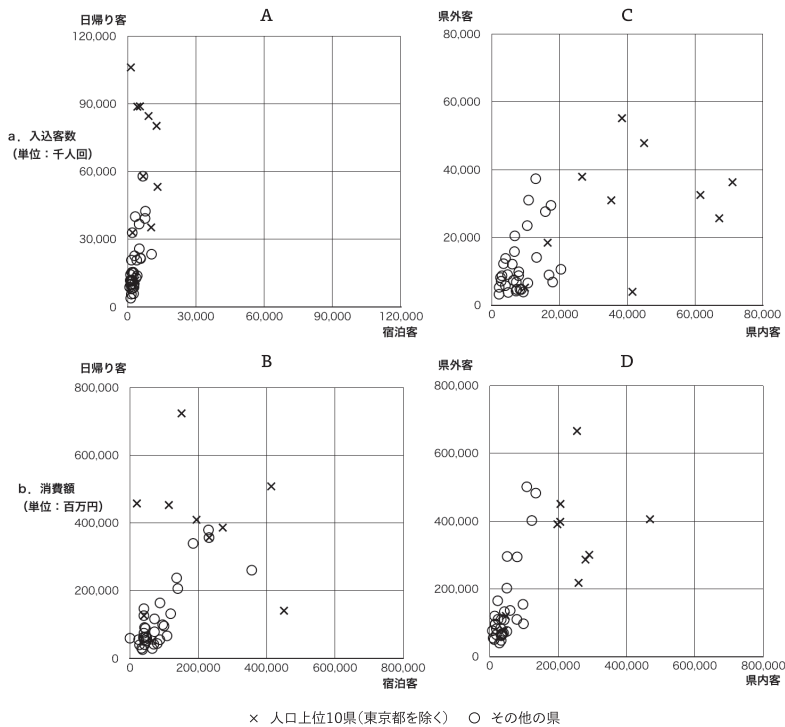 A
日帰り客
120,000
90,000
a．入込客数
（単位：千人回）
60,000
30,000
0
0 30,000 60,000 90,000 120,000
宿泊客
C
県外客
80,000
60,000
40,000
20,000
0
0 20,000 40,000 60,000 80,000
県内客
B
日帰り客
800,000
600,000
b．消費額
（単位：百万円）
400,000
200,000
0
0 200,000 400,000 600,000 800,000
宿泊客
D
県外客
800,000
600,000
400,000
200,000
0
0 200,000 400,000 600,000 800,000
県内客
× 人口上位10県（東京都を除く） ○ その他の県